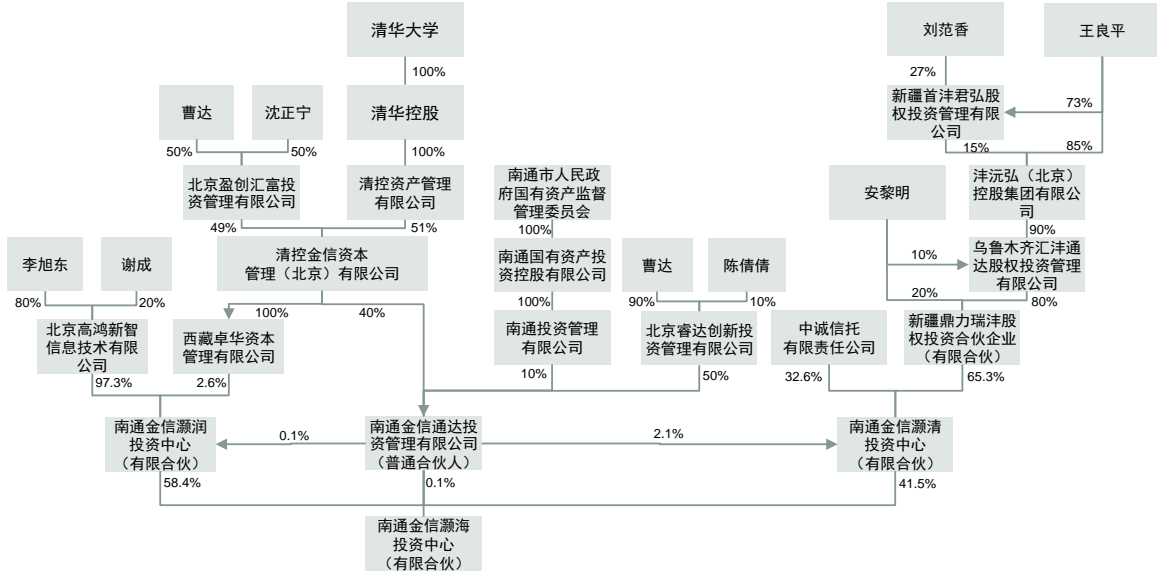 清华大学
刘范香
王良平
100%
27%
曹达
沈正宁
清华控股
新疆首沣君弘股
权投资管理有限
公司
73%
50%
50%
100%
15%
85%
北京盈创汇富投
资管理有限公司
清控资产管理
有限公司
南通市人民政
府国有资产监督
管理委员会
安黎明
沣沅弘（北京）
控股集团有限公
司
49%
51%
100%
90%
李旭东
谢成
清控金信资本
管理（北京）有限公司
南通国有资产投
资控股有限公司
曹达
陈倩倩
10%
乌鲁木齐汇沣通
达股权投资管理
有限公司
80%
20%
100%
40%
100%
90%
10%
20%
80%
北京高鸿新智
信息技术有限
公司
西藏卓华资本
管理有限公司
南通投资管理
有限公司
北京睿达创新投
资管理有限公司
中诚信托
有限责任公司
新疆鼎力瑞沣股
权投资合伙企业
（有限合伙）
97.3%
2.6%
10%
50%
32.6%
65.3%
南通金信灏润
投资中心
（有限合伙）
0.1%
南通金信通达投
资管理有限公司
（普通合伙人）
2.1%
南通金信灏清
投资中心
（有限合伙）
58.4%
0.1%
41.5%
南通金信灏海
投资中心
（有限合伙）